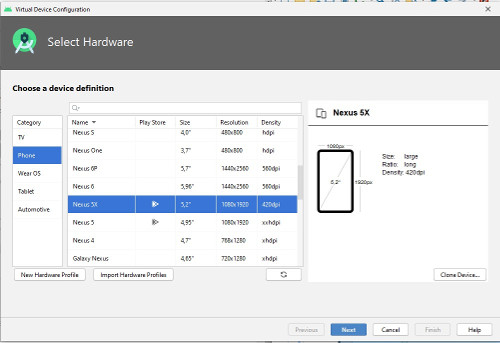 Virtual Device Configuration
Select Hardware
Choose a device definition
Category
TV
Phone
Wear OS
Tablet
Automotive
Name Play Store Size Resolution Density
Nexus S 4,0" 480x800 hdpi
Nexus One 3,7" 480x800 hdpi
Nexus 6P 5,7" 1440x2560 560dpi
Nexus 6 5,96" 1440x2560 560dpi
Nexus 5X 5,2" 1080x1920 420dpi
Nexus 5 4,95" 1080x1920 xxhdpi
Nexus 4 4,7" 768x1280 xhdpi
Galaxy Nexus 4,65" 720x1280 xhdpi
New Hardware Profile Import Hardware Profiles
Nexus 5X
1080px
5,2"
1920px
Size: large
Ratio: long
Density: 420dpi
Clone Device...
Previous Next Cancel Finish Help